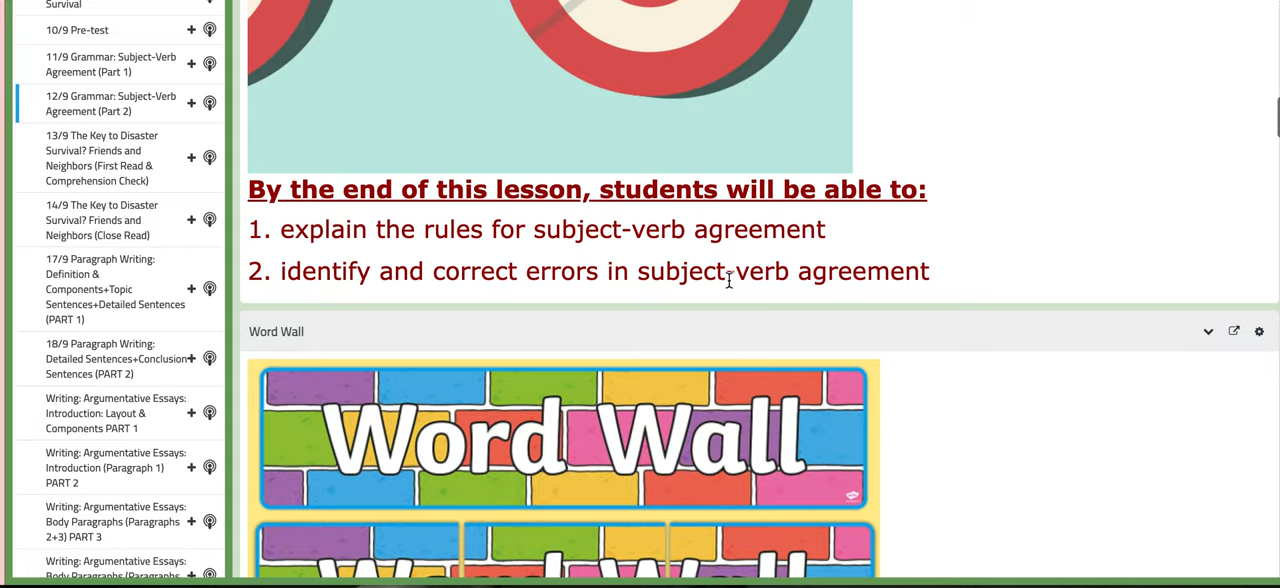 Survival
10/9 Pre-test
11/9 Grammar: Subject-Verb
Agreement (Part 1)
12/9 Grammar: Subject-Verb
Agreement (Part 2)
13/9 The Key to Disaster
Survival? Friends and
Neighbors (First Read &
Comprehension Check)
14/9 The Key to Disaster
Survival? Friends and
Neighbors (Close Read)
17/9 Paragraph Writing:
Definition &
Components+Topic
Sentences+Detailed Sentences
(PART 1)
18/9 Paragraph Writing:
Detailed Sentences+Conclusion
Sentences (PART 2)
Writing: Argumentative Essays:
Introduction: Layout &
Components PART 1
Writing: Argumentative Essays:
Introduction (Paragraph 1)
PART 2
Writing: Argumentative Essays:
Body Paragraphs (Paragraphs
2+3) PART 3
Writing: Argumentative Essays:
Body Paragraphs (Paragraphs
By the end of this lesson, students will be able to:
1. explain the rules for subject-verb agreement
2. identify and correct errors in subject-verb agreement
Word Wall
Word Wall
Word Wall